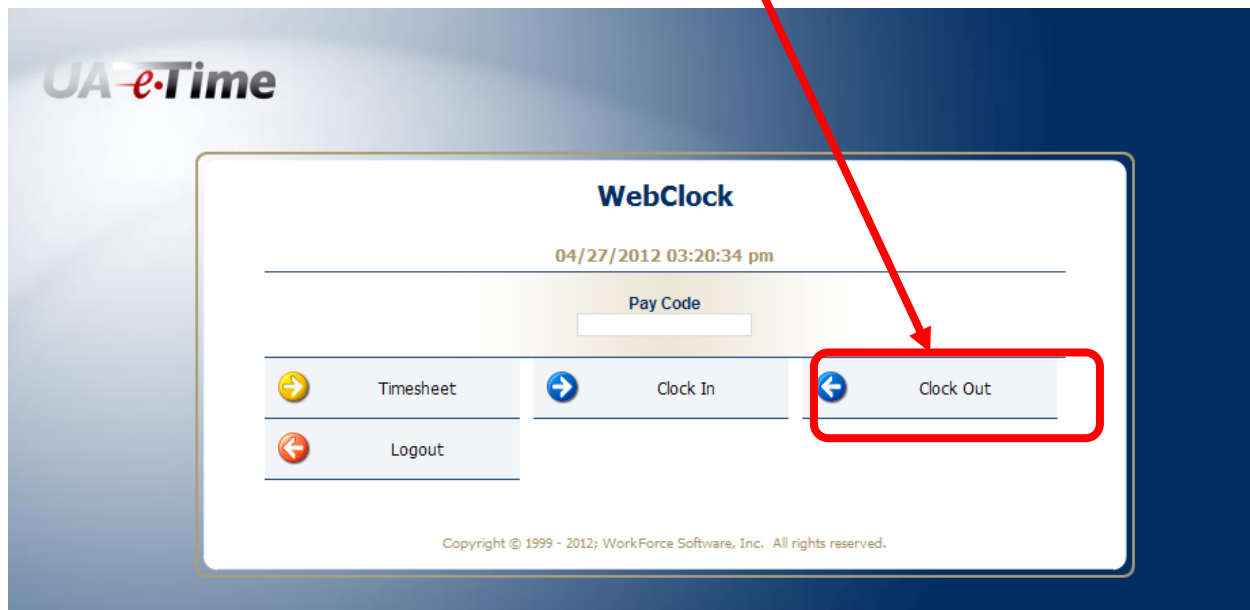 UA e·Time
WebClock
04/27/2012 03:20:34 pm
Pay Code
Timesheet
Clock In
Clock Out
Logout
Copyright © 1999 - 2012; WorkForce Software, Inc. All rights reserved.